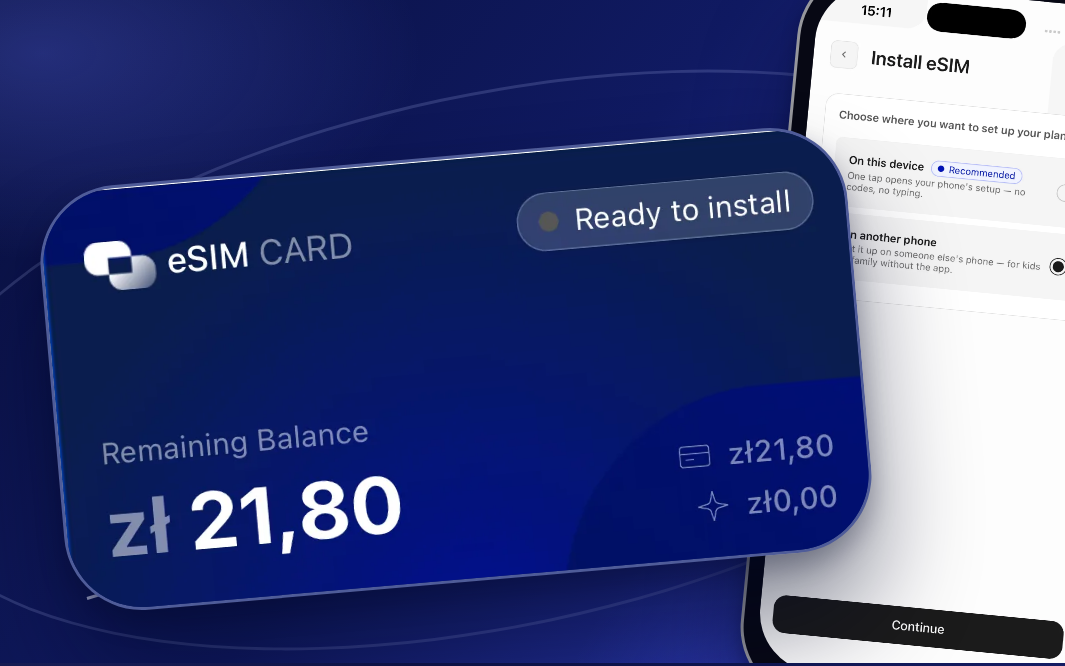 15:11
Install eSIM
Choose where you want to set up your plan
On this device
Recommended
One tap opens your phone's setup — no
codes, no typing.
n another phone
it up on someone else's phone — for kids
family without the app.
Continue
eSIM CARD
Ready to install
Remaining Balance
zł 21,80
zł21,80
zł0,00